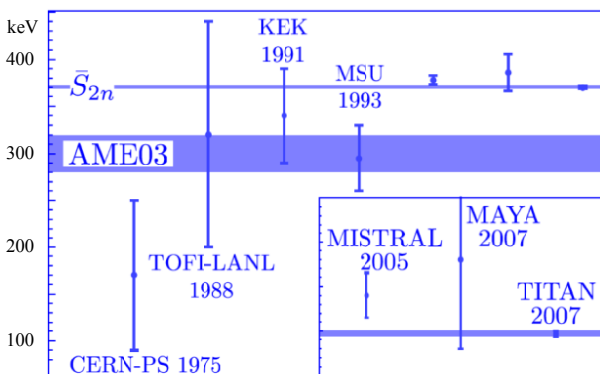 keV
KEK
1991
400
S̄2n
MSU
1993
300
AME03
200
TOFI-LANL
1988
MISTRAL
2005
MAYA
2007
TITAN
2007
100
CERN-PS 1975